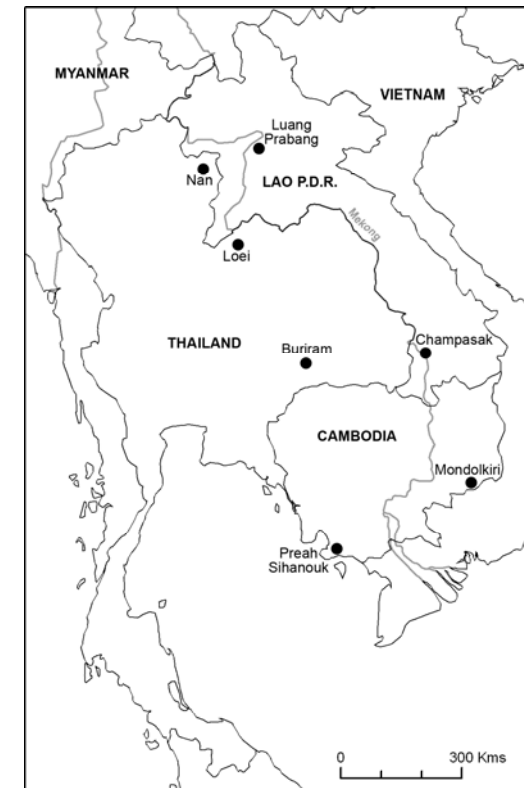 MYANMAR
VIETNAM
Luang
Prabang
Nan
LAO P.D.R.
Mekong
Loei
THAILAND
Buriram
Champasak
CAMBODIA
Mondolkiri
Preah
Sihanouk
0 300 Kms